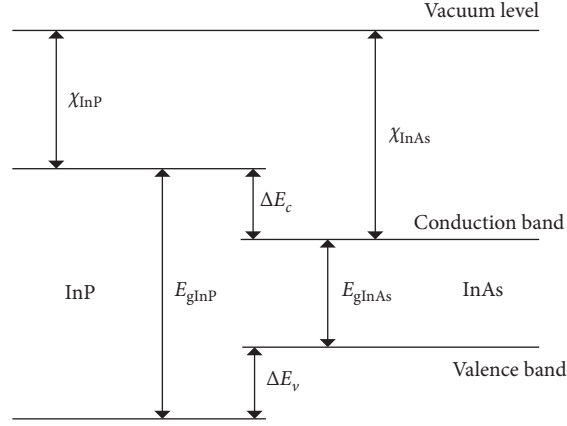 Vacuum level
χInP
χInAs
ΔEc
Conduction band
InP
EgInP
EgInAs
InAs
ΔEv
Valence band